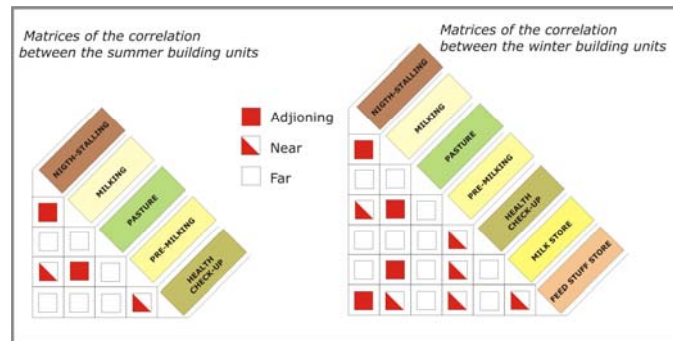 Matrices of the correlation
between the summer building units
NIGTH-STALLING
MILKING
PASTURE
PRE-MILKING
HEALTH
CHECK-UP
Adjioning
Near
Far
Matrices of the correlation
between the winter building units
NIGTH-STALLING
MILKING
PASTURE
PRE-MILKING
HEALTH
CHECK-UP
MILK STORE
FEED STUFF STORE